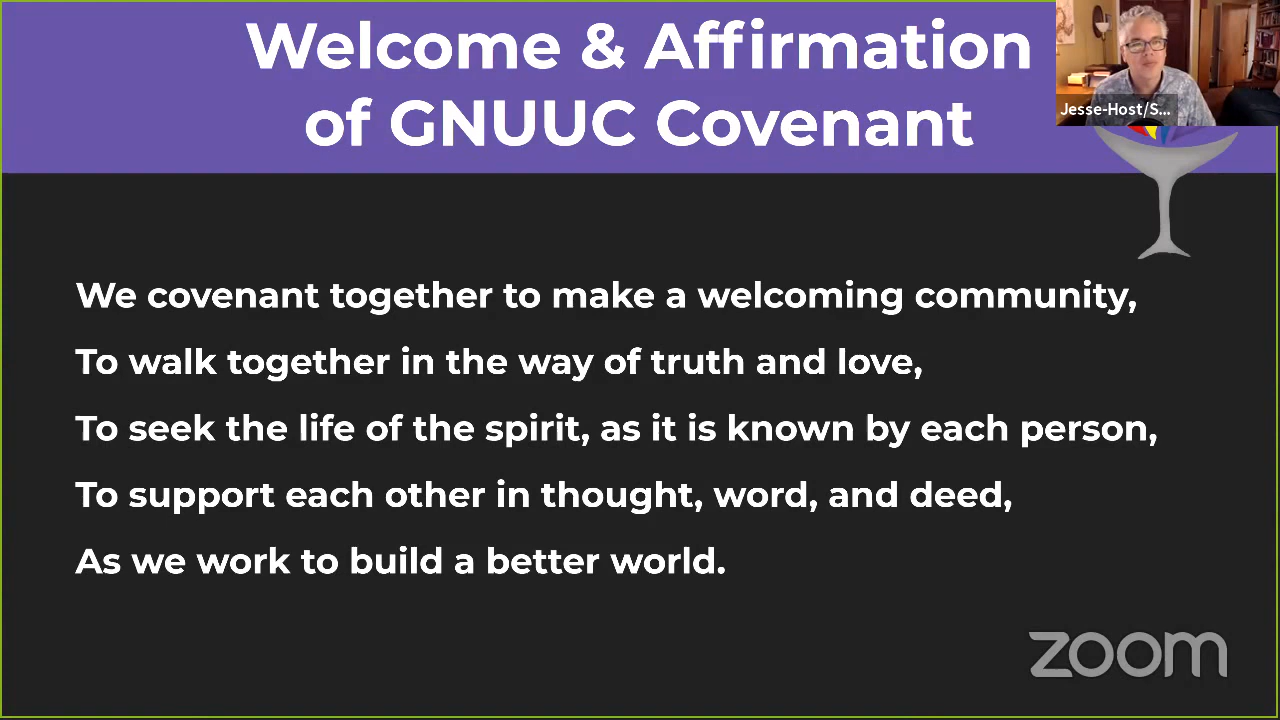 Welcome & Affirmation
of GNUUC Covenant
Jesse-Host/S...
We covenant together to make a welcoming community,
To walk together in the way of truth and love,
To seek the life of the spirit, as it is known by each person,
To support each other in thought, word, and deed,
As we work to build a better world.
zoom